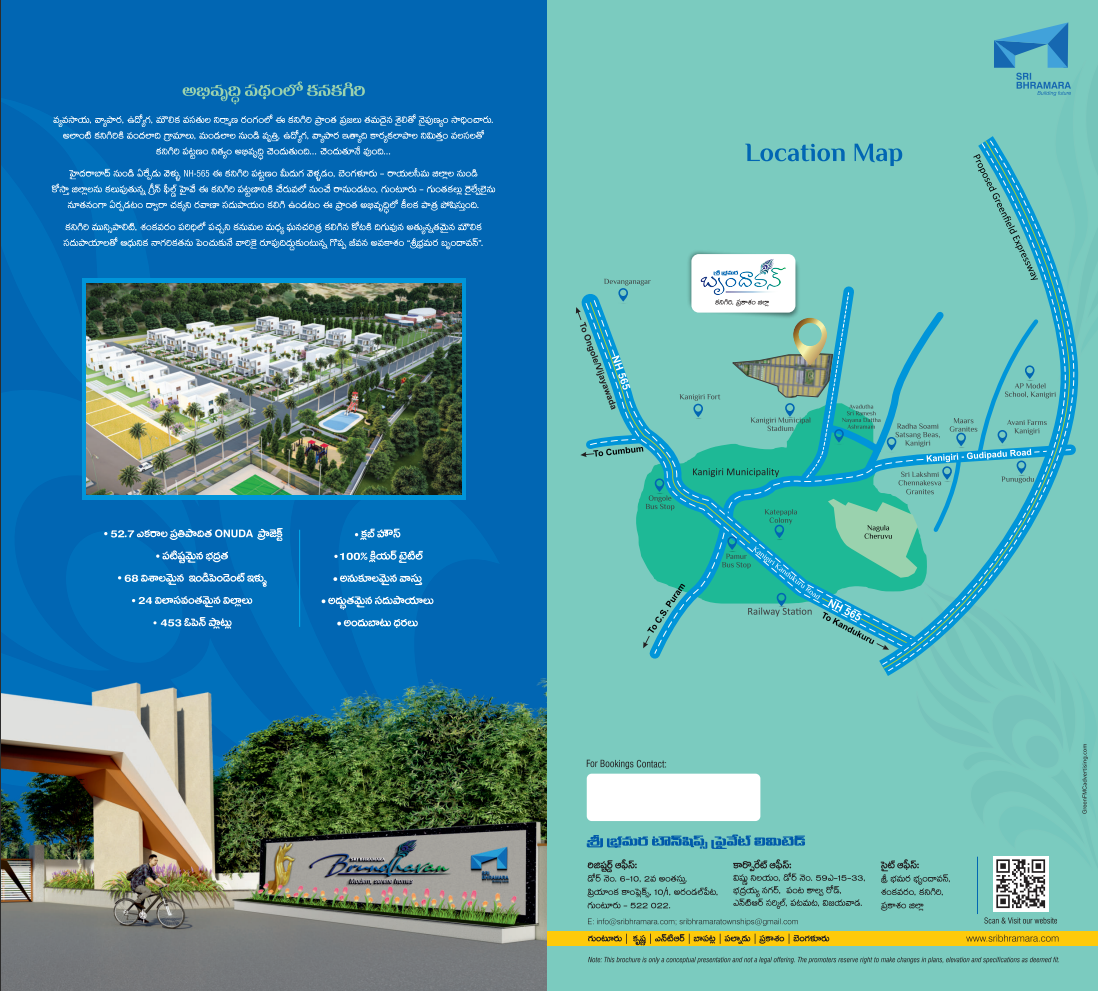 అభివృద్ధి పథంలో కనకగిరి
వ్యవసాయ, వ్యాపార, ఉద్యోగ, మౌలిక వసతుల నిర్మాణ రంగంలో ఈ కనిగిరి ప్రాంత ప్రజలు తమదైన శైలితో నైపుణ్యం సాధించారు.
అలాంటి కనిగిరికి వందలాది గ్రామాలు, మండలాల నుండి వృత్తి, ఉద్యోగ, వ్యాపార ఇత్యాది కార్యకలాపాల నిమిత్తం వలసలతో
కనిగిరి పట్టణం నిత్యం అభివృద్ధి చెందుతుంది... చెందుతూనే వుంది...
హైదరాబాద్ నుండి ఏర్పేడు వెళ్ళు NH-565 ఈ కనిగిరి పట్టణం మీదుగ వెళ్ళడం, బెంగళూరు - రాయలసీమ జిల్లాల నుండి
కోస్తా జిల్లాలను కలుపుతున్న గ్రీన్ ఫీల్డ్ హైవే ఈ కనిగిరి పట్టణానికి చేరువలో నుంచే రానుండటం, గుంటూరు - గుంతకల్లు రైల్వేలైను
నూతనంగా ఏర్పడటం ద్వారా చక్కని రవాణా సదుపాయం కలిగి ఉండటం ఈ ప్రాంత అభివృద్ధిలో కీలక పాత్ర పోషిస్తుంది.
కనిగిరి మున్సిపాలిటీ, శంకవరం పరిధిలో పచ్చని కనుమల మధ్య ఘనచరిత్ర కలిగిన కోటకి దిగువున అత్యున్నతమైన మౌలిక
సదుపాయాలతో ఆధునిక నాగరికతను పెంచుకునే వారికై రూపుదిద్దుకుంటున్న గొప్ప జీవన అవకాశం "శ్రీభ్రమర బృందావన్".
• 52.7 ఎకరాల ప్రతిపాదిత ONUDA ప్రాజెక్ట్
• పటిష్టమైన భద్రత
• 68 విశాలమైన ఇండిపెండెంట్ ఇళ్ళు
• 24 విలాసవంతమైన విల్లాలు
• 453 ఓపెన్ ప్లాట్లు
• క్లబ్ హౌస్
• 100% క్లియర్ టైటిల్
• అనుకూలమైన వాస్తు
• అద్భుతమైన సదుపాయాలు
• అందుబాటు ధరలు
SRI BHRAMARA
Brundhavan
SRI
BHRAMARA
SRI
BHRAMARA
Building future
Location Map
Proposed Greenfield Expressway
శ్రీ భ్రమర
బృందావన్
కనిగిరి, ప్రకాశం జిల్లా
Devanganagar
To Ongole/Vijayawada
NH 565
Kanigiri Fort
Kanigiri Municipal
Stadium
Avadutha
Sri Ramesh
Nayana Dattha
Ashramam
Radha Soami
Satsang Beas,
Kanigiri
Maars
Granites
AP Model
School, Kanigiri
Avani Farms
Kanigiri
To Cumbum
Kanigiri - Gudipadu Road
Kanigiri Municipality
Sri Lakshmi
Chennakesva
Granites
Punugodu
Ongole
Bus Stop
Katepapla
Colony
Nagula
Cheruvu
Pamur
Bus Stop
Kanigiri Kandukuru Road
NH 565
Railway Station
To Kandukuru
To C.S. Puram
For Bookings Contact:
GreenFMCadvertising.com
శ్రీ భ్రమర టౌన్‌షిప్స్ ప్రైవేట్ లిమిటెడ్
రిజిష్టర్డ్ ఆఫీస్:
డోర్ నెం. 6-10, 2వ అంతస్తు,
ప్రియాంక కాంప్లెక్స్, 10/1, అరండల్‌పేట,
గుంటూరు - 522 022.
కార్పొరేట్ ఆఫీస్:
విష్ణు నిలయం, డోర్ నెం. 59ఎ-15-33,
భద్రయ్య నగర్, పంట కాల్వ రోడ్,
ఎన్‌టిఆర్ సర్కిల్, పటమట, విజయవాడ.
సైట్ ఆఫీస్:
శ్రీ భమర భృందావన్,
శంకవరం, కనిగిరి,
ప్రకాశం జిల్లా
E: info@sribhramara.com; sribhramaratownships@gmail.com
Scan & Visit our website
గుంటూరు | కృష్ణ | ఎన్‌టిఆర్ | బాపట్ల | పల్నాడు | ప్రకాశం | బెంగళూరు
www.sribhramara.com
Note: This brochure is only a conceptual presentation and not a legal offering. The promoters reserve right to make changes in plans, elevation and specifications as deemed fit.